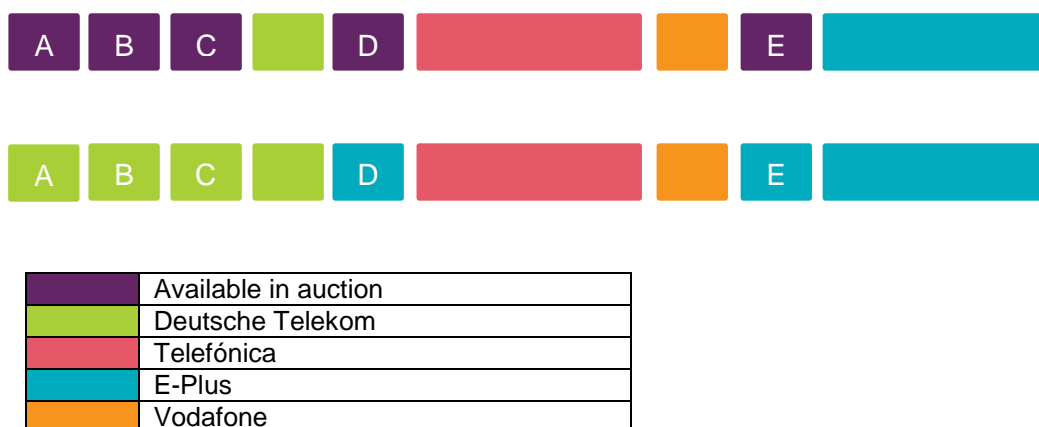 A B C D E
A B C D E
Available in auction
Deutsche Telekom
Telefónica
E-Plus
Vodafone